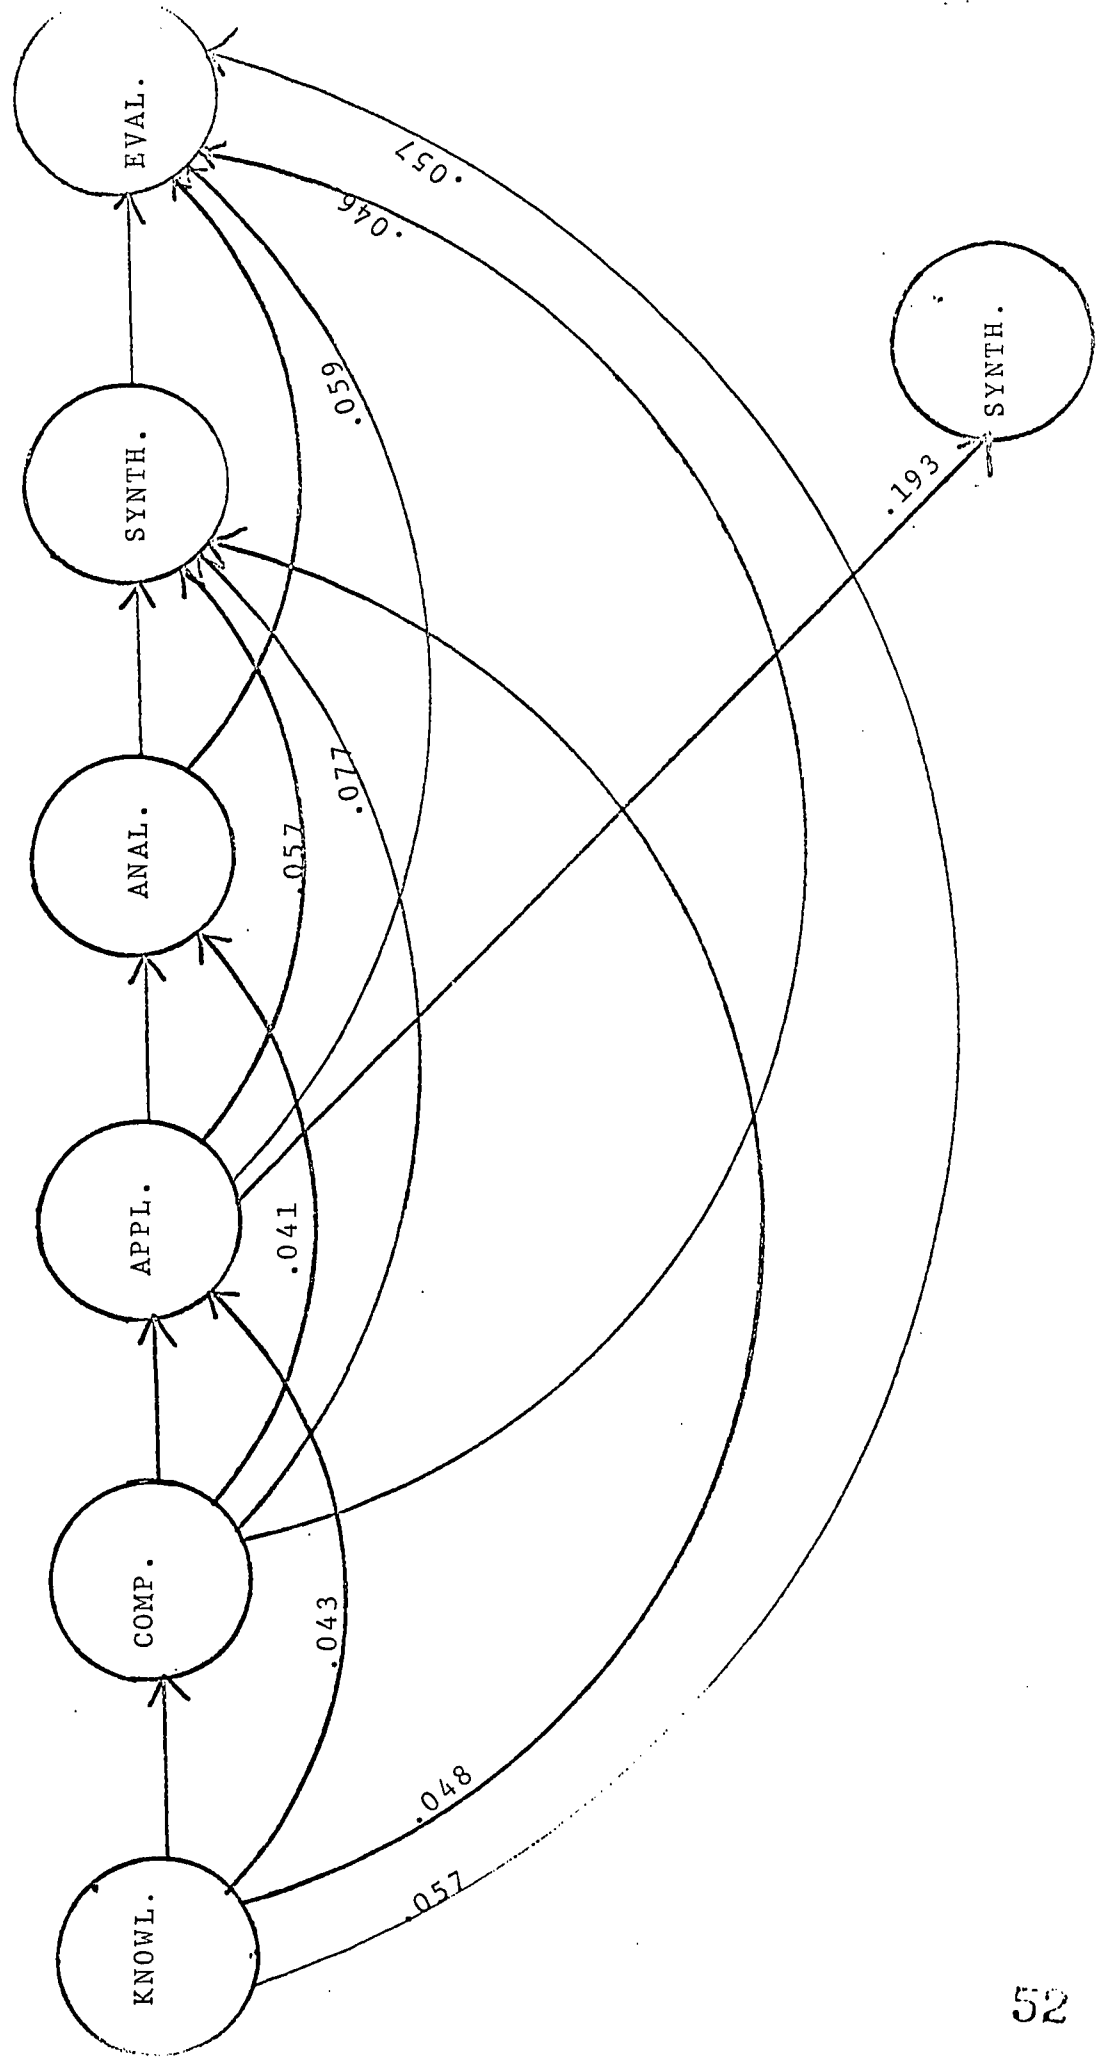 KNOWL.
COMP.
APPL.
ANAL.
SYNTH.
EVAL.
.043
.041
.057
.077
.059
.046
.057
.048
.057
.193
SYNTH.
52